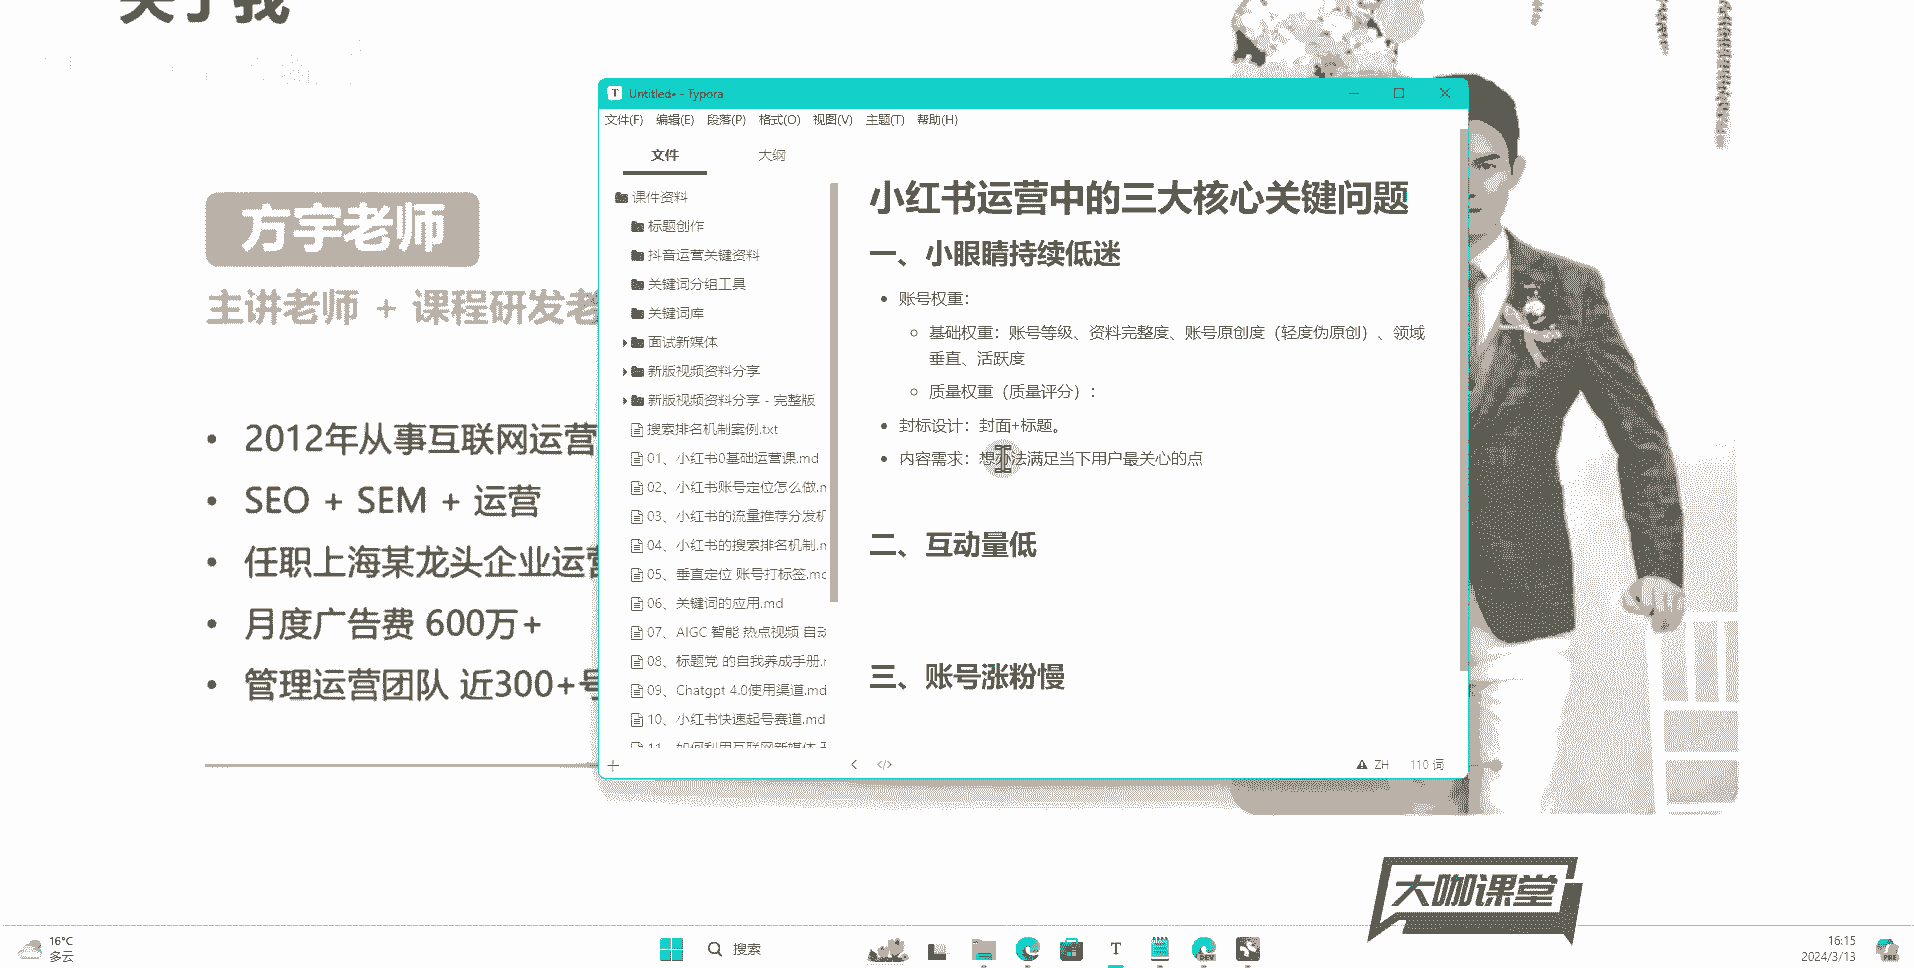 关于我
方宇老师
主讲老师 + 课程研发老
• 2012年从事互联网运营
• SEO + SEM + 运营
• 任职上海某龙头企业运营
• 月度广告费 600万+
• 管理运营团队 近300+号
Untitled• - Typora
文件(F) 编辑(E) 段落(P) 格式(O) 视图(V) 主题(T) 帮助(H)
文件 大纲
课件资料
标题创作
抖音运营关键资料
关键词分组工具
关键词库
面试新媒体
新版视频资料分享
新版视频资料分享 - 完整版
搜索排名机制案例.txt
01、小红书0基础运营课.md
02、小红书账号定位怎么做.m
03、小红书的流量推荐分发机
04、小红书的搜索排名机制.m
05、垂直定位 账号打标签.md
06、关键词的应用.md
07、AIGC 智能 热点视频 自动
08、标题党 的自我养成手册.m
09、Chatgpt 4.0使用渠道.md
10、小红书快速起号赛道.md
11、如何利用互联网新媒体
小红书运营中的三大核心关键问题
一、小眼睛持续低迷
• 账号权重：
○ 基础权重：账号等级、资料完整度、账号原创度（轻度伪原创）、领域
垂直、活跃度
○ 质量权重（质量评分）：
• 封标设计：封面+标题。
• 内容需求：想办法满足当下用户最关心的点
二、互动量低
三、账号涨粉慢
ZH 110 词
大咖课堂
16°C
多云
搜索
T
DEV
16:15
2024/3/13
PRE